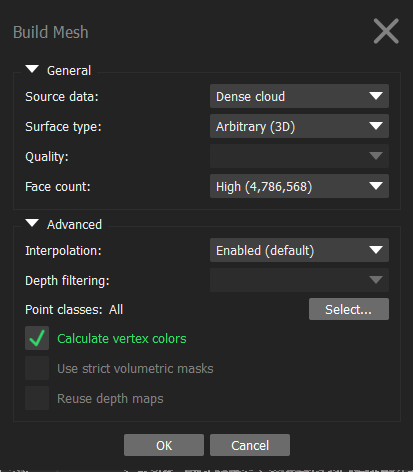 Build Mesh
General
Source data: Dense cloud
Surface type: Arbitrary (3D)
Quality:
Face count: High (4,786,568)
Advanced
Interpolation: Enabled (default)
Depth filtering:
Point classes: All Select...
Calculate vertex colors
Use strict volumetric masks
Reuse depth maps
OK Cancel